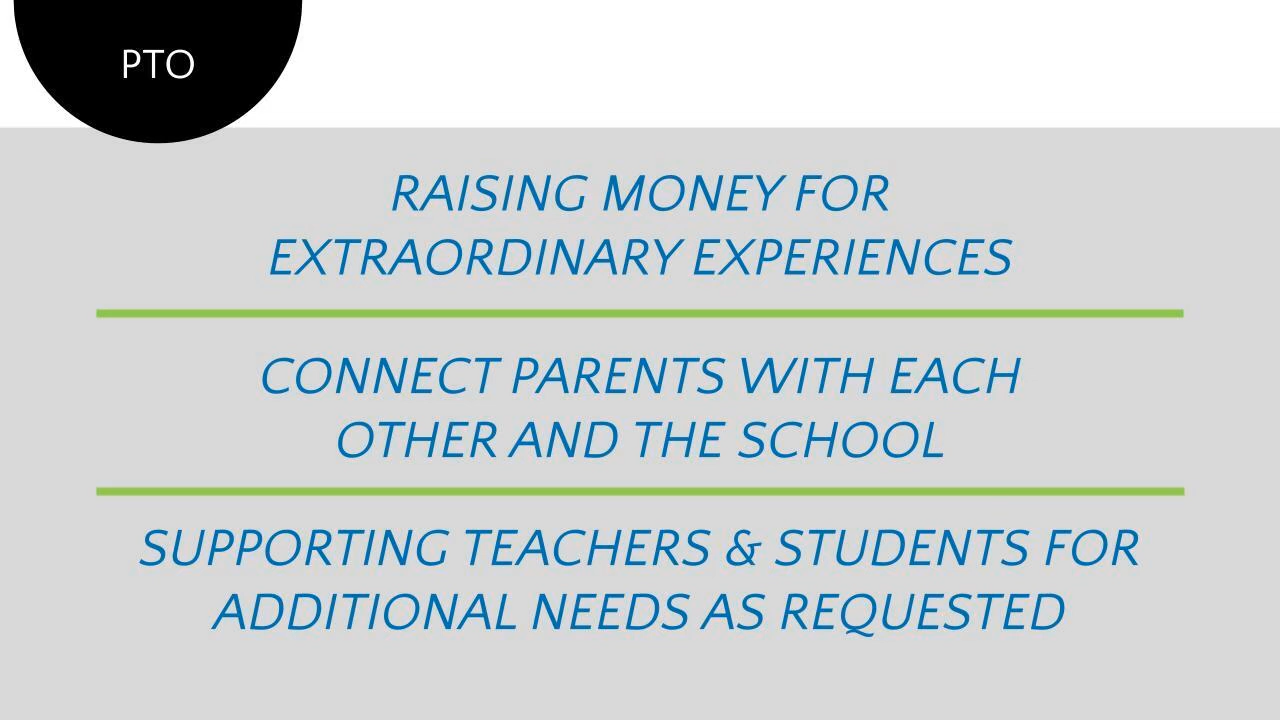 PTO
RAISING MONEY FOR
EXTRAORDINARY EXPERIENCES
CONNECT PARENTS WITH EACH
OTHER AND THE SCHOOL
SUPPORTING TEACHERS & STUDENTS FOR
ADDITIONAL NEEDS AS REQUESTED